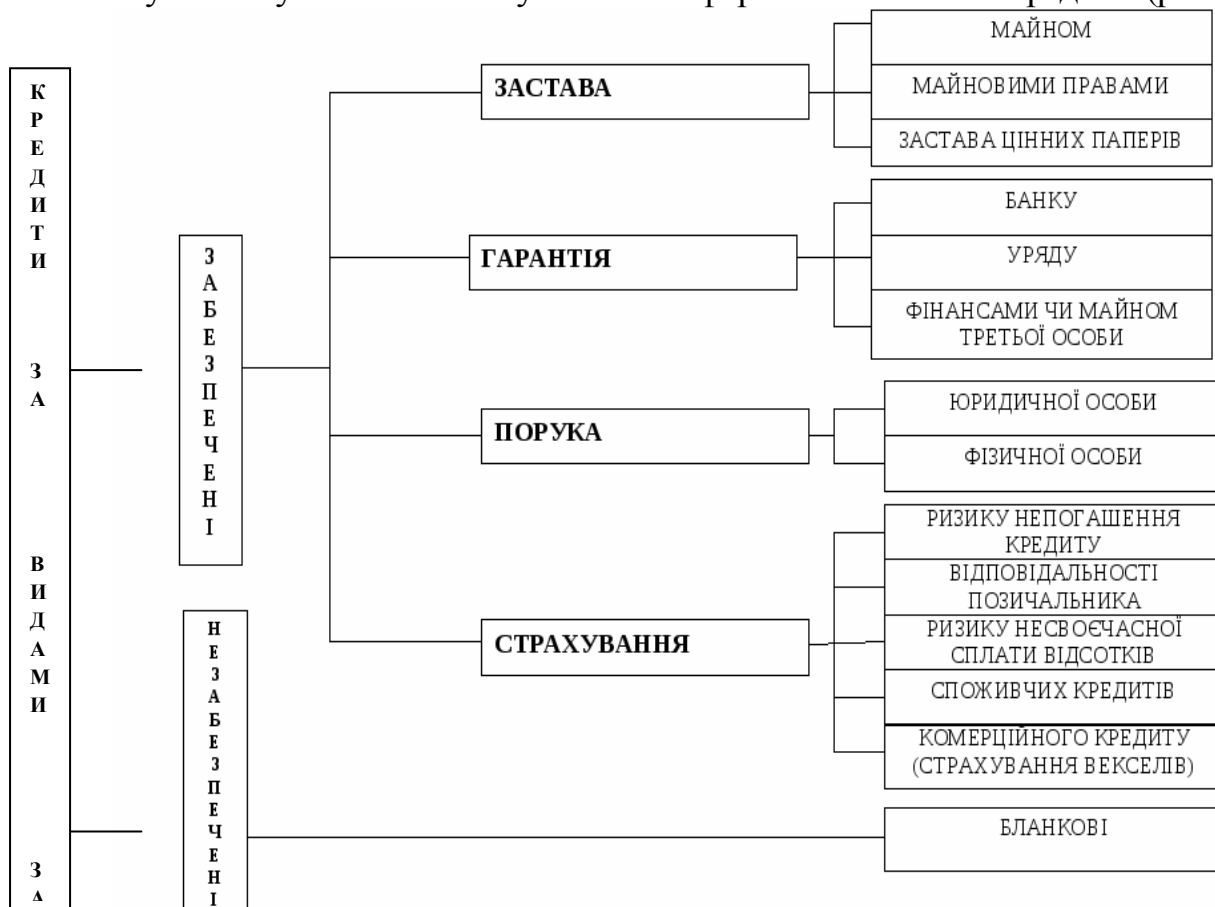 КРЕДИТИ ЗА ВИДАМИ ЗА
ЗАБЕЗПЕЧЕНІ
ЗАСТАВА
МАЙНОМ
МАЙНОВИМИ ПРАВАМИ
ЗАСТАВА ЦІННИХ ПАПЕРІВ
ГАРАНТІЯ
БАНКУ
УРЯДУ
ФІНАНСАМИ ЧИ МАЙНОМ
ТРЕТЬОЇ ОСОБИ
ПОРУКА
ЮРИДИЧНОЇ ОСОБИ
ФІЗИЧНОЇ ОСОБИ
СТРАХУВАННЯ
РИЗИКУ НЕПОГАШЕННЯ
КРЕДИТУ
ВІДПОВІДАЛЬНОСТІ
ПОЗИЧАЛЬНИКА
РИЗИКУ НЕСВОЄЧАСНОЇ
СПЛАТИ ВІДСОТКІВ
СПОЖИВЧИХ КРЕДИТІВ
КОМЕРЦІЙНОГО КРЕДИТУ
(СТРАХУВАННЯ ВЕКСЕЛІВ)
НЕЗАБЕЗПЕЧЕНІ
БЛАНКОВІ